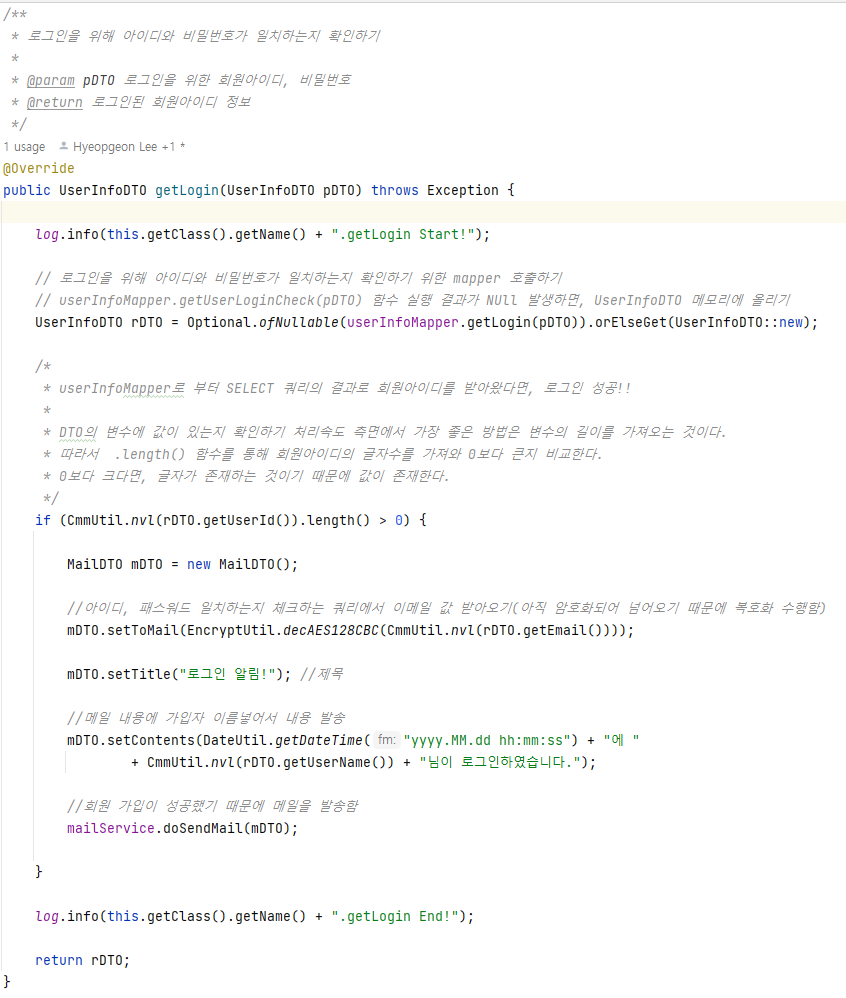 /**
 * 로그인을 위해 아이디와 비밀번호가 일치하는지 확인하기
 *
 * @param pDTO 로그인을 위한 회원아이디, 비밀번호
 * @return 로그인된 회원아이디 정보
 */
1 usage Hyeopgeon Lee +1 *
@Override
public UserInfoDTO getLogin(UserInfoDTO pDTO) throws Exception {
log.info(this.getClass().getName() + ".getLogin Start!");
// 로그인을 위해 아이디와 비밀번호가 일치하는지 확인하기 위한 mapper 호출하기
// userInfoMapper.getUserLoginCheck(pDTO) 함수 실행 결과가 NUll 발생하면, UserInfoDTO 메모리에 올리기
UserInfoDTO rDTO = Optional.ofNullable(userInfoMapper.getLogin(pDTO)).orElseGet(UserInfoDTO::new);
/*
 * userInfoMapper로 부터 SELECT 쿼리의 결과로 회원아이디를 받아왔다면, 로그인 성공!!
 *
 * DTO의 변수에 값이 있는지 확인하기 처리속도 측면에서 가장 좋은 방법은 변수의 길이를 가져오는 것이다.
 * 따라서  .length() 함수를 통해 회원아이디의 글자수를 가져와 0보다 큰지 비교한다.
 * 0보다 크다면, 글자가 존재하는 것이기 때문에 값이 존재한다.
 */
if (CmmUtil.nvl(rDTO.getUserId()).length() > 0) {
MailDTO mDTO = new MailDTO();
//아이디, 패스워드 일치하는지 체크하는 쿼리에서 이메일 값 받아오기(아직 암호화되어 넘어오기 때문에 복호화 수행함)
mDTO.setToMail(EncryptUtil.decAES128CBC(CmmUtil.nvl(rDTO.getEmail())));
mDTO.setTitle("로그인 알림!"); //제목
//메일 내용에 가입자 이름넣어서 내용 발송
mDTO.setContents(DateUtil.getDateTime( fm: "yyyy.MM.dd hh:mm:ss") + "에 "
+ CmmUtil.nvl(rDTO.getUserName()) + "님이 로그인하였습니다.");
//회원 가입이 성공했기 때문에 메일을 발송함
mailService.doSendMail(mDTO);
}
log.info(this.getClass().getName() + ".getLogin End!");
return rDTO;
}